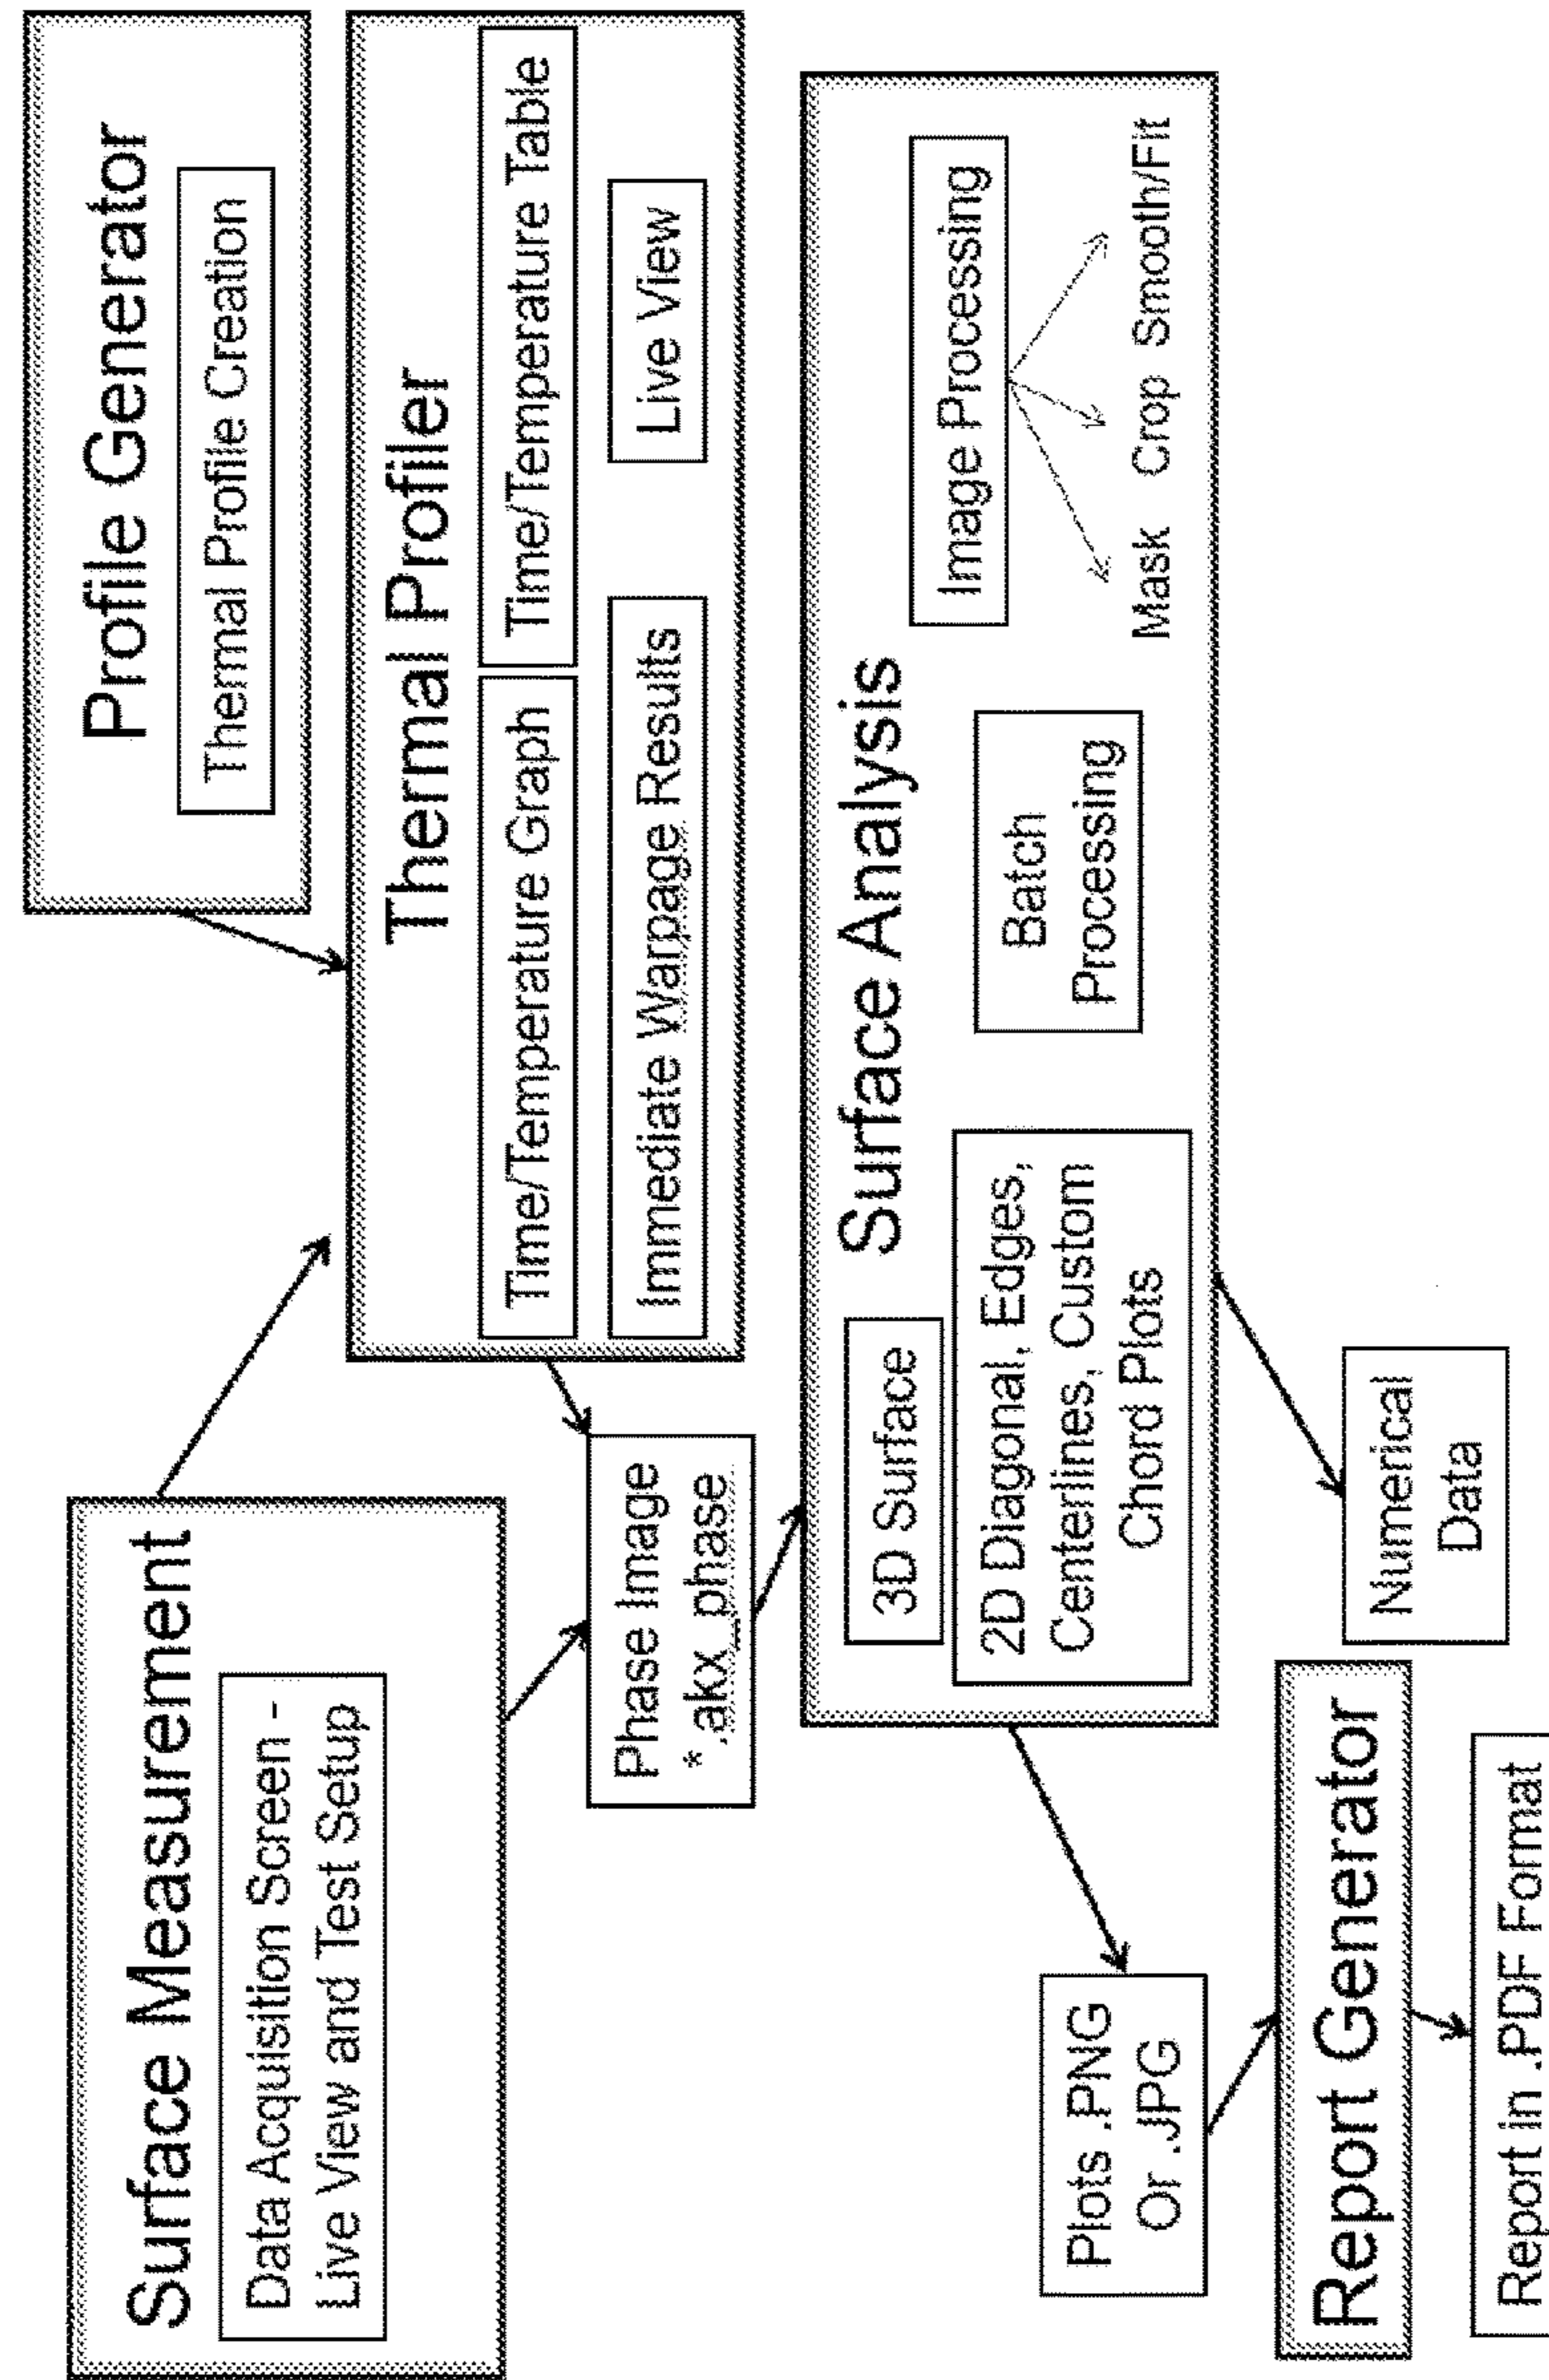 Surface Measurement
Data Acquisition Screen -
Live View and Test Setup
Profile Generator
Thermal Profile Creation
Thermal Profiler
Time/Temperature Graph
Time/Temperature Table
Immediate Warpage Results
Live View
Phase Image
*.akx_phase
Surface Analysis
3D Surface
2D Diagonal, Edges,
Centerlines, Custom
Chord Plots
Batch
Processing
Image Processing
Mask
Crop
Smooth/Fit
Plots .PNG
Or .JPG
Numerical
Data
Report Generator
Report in .PDF Format